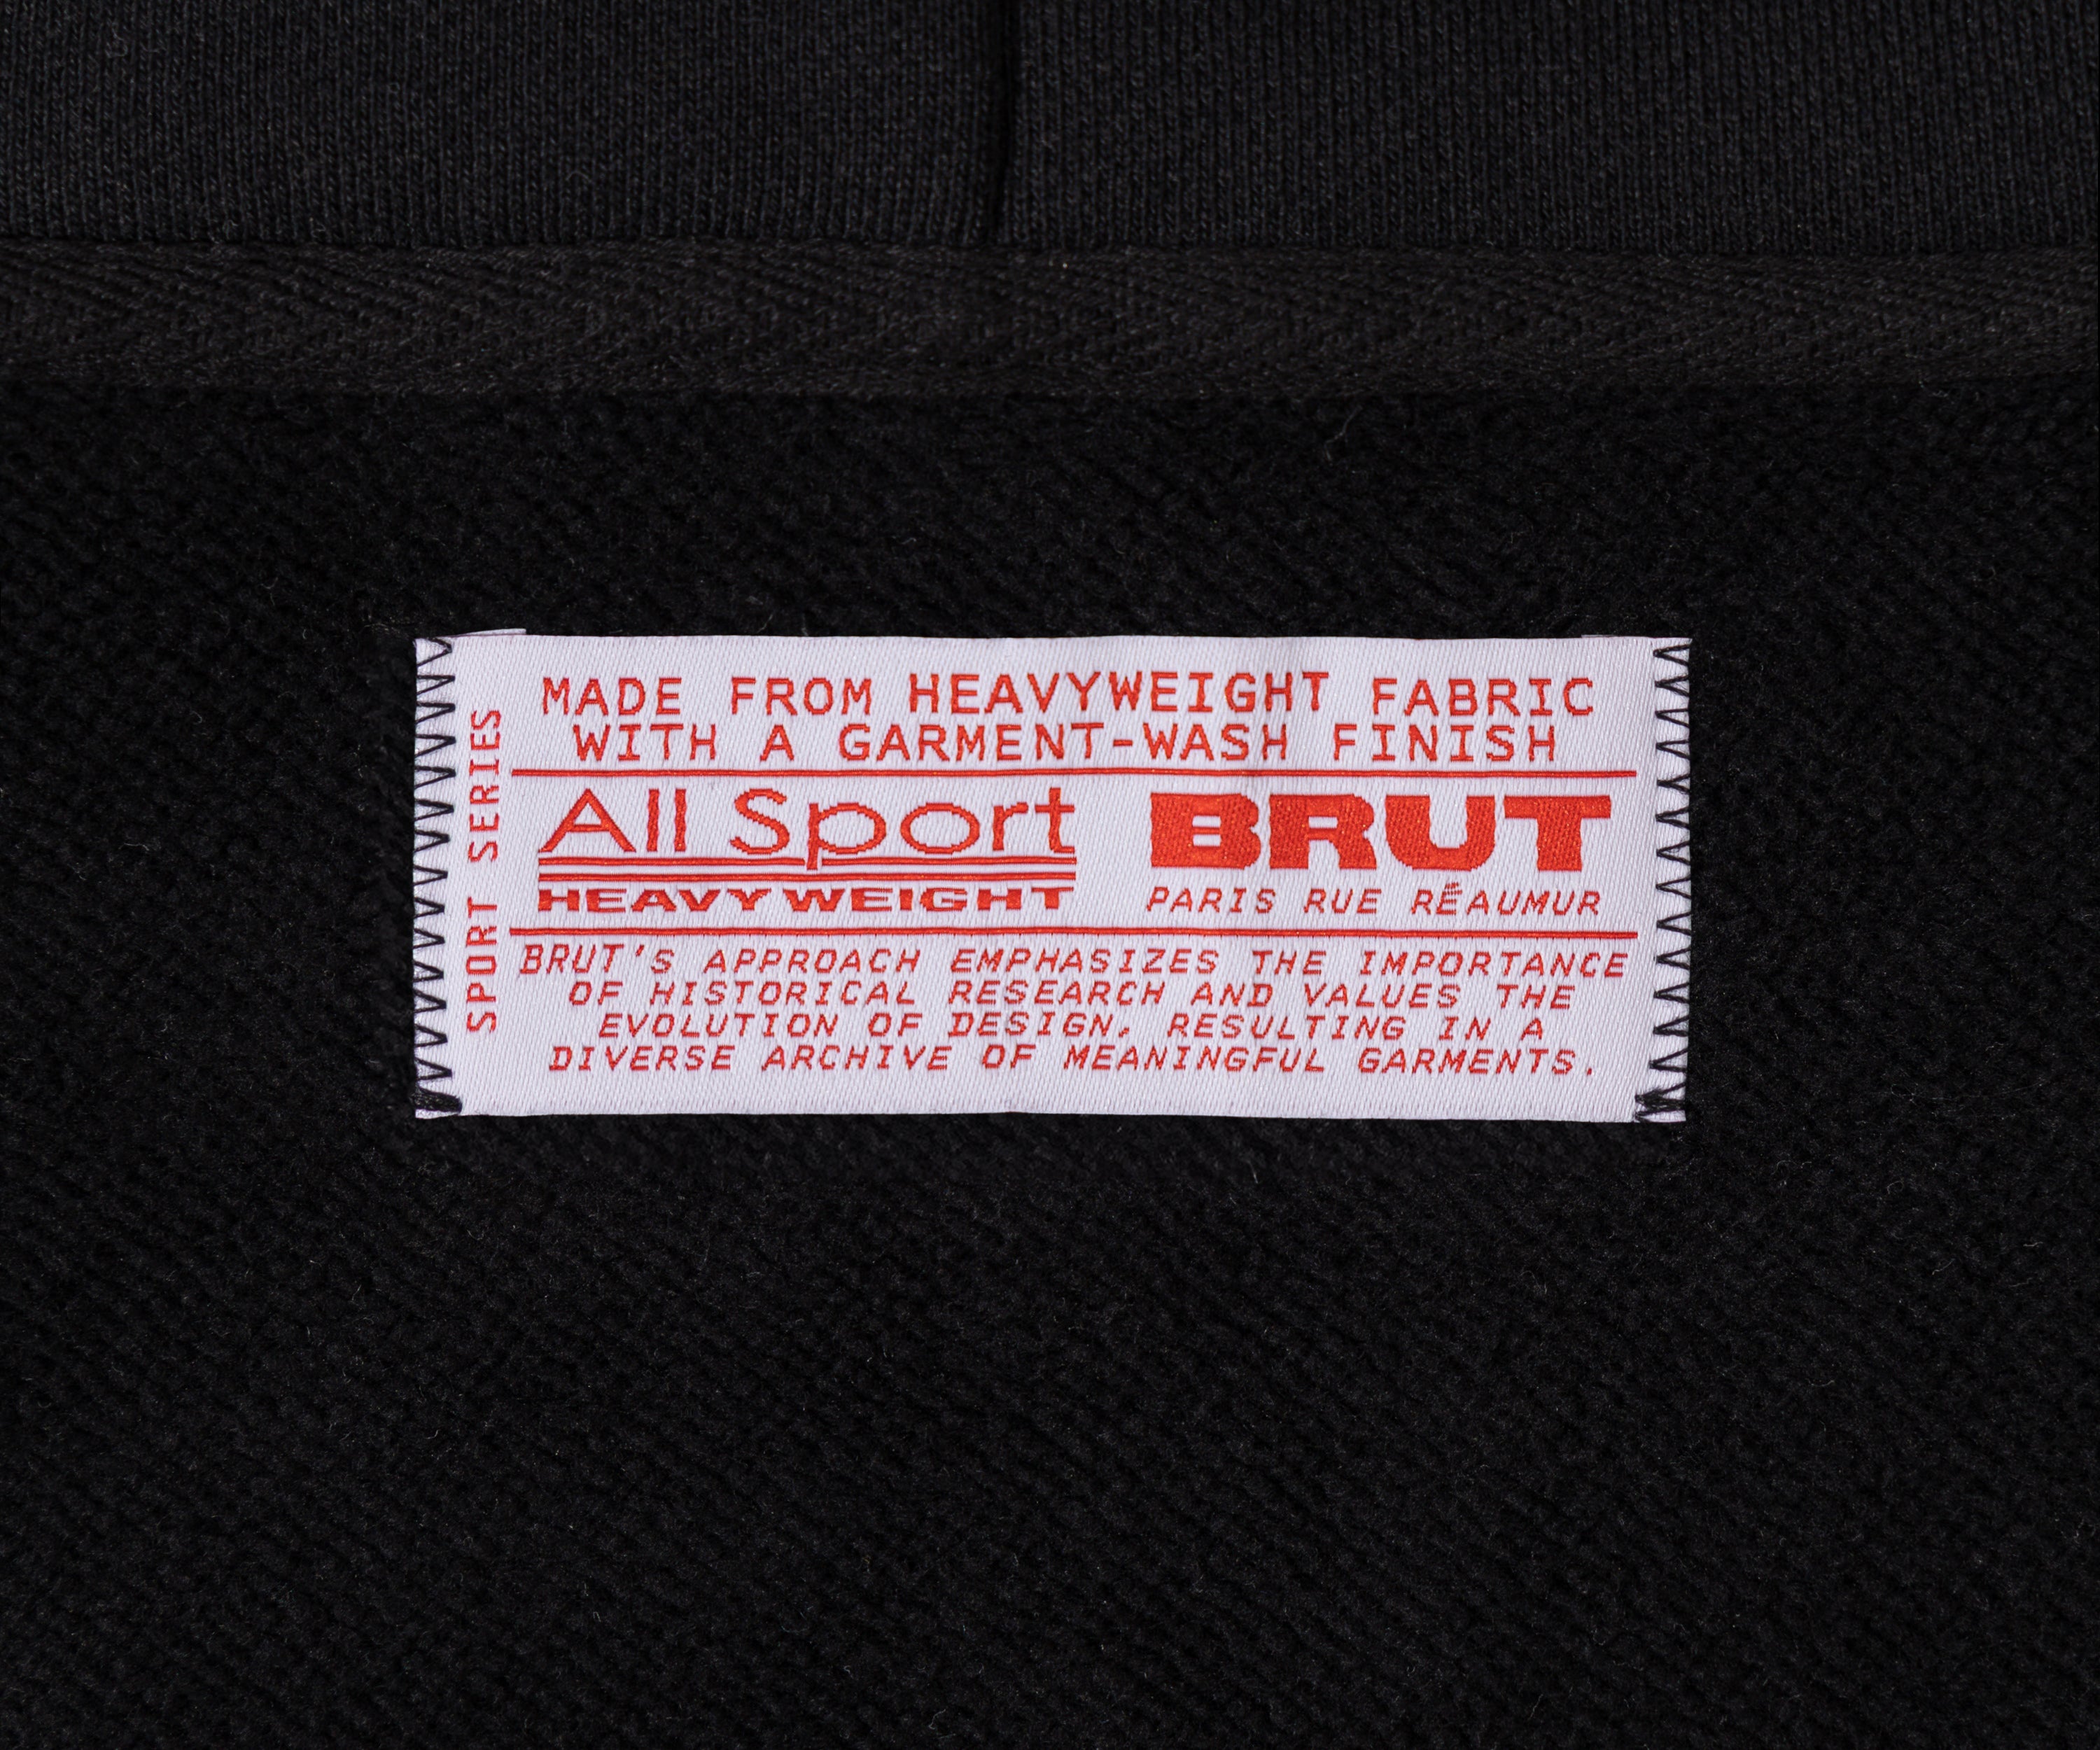 MADE FROM HEAVYWEIGHT FABRIC
WITH A GARMENT-WASH FINISH
SPORT SERIES
All Sport
HEAVYWEIGHT
BRUT
PARIS RUE RÉAUMUR
BRUT'S APPROACH EMPHASIZES THE IMPORTANCE
OF HISTORICAL RESEARCH AND VALUES THE
EVOLUTION OF DESIGN, RESULTING IN A
DIVERSE ARCHIVE OF MEANINGFUL GARMENTS.